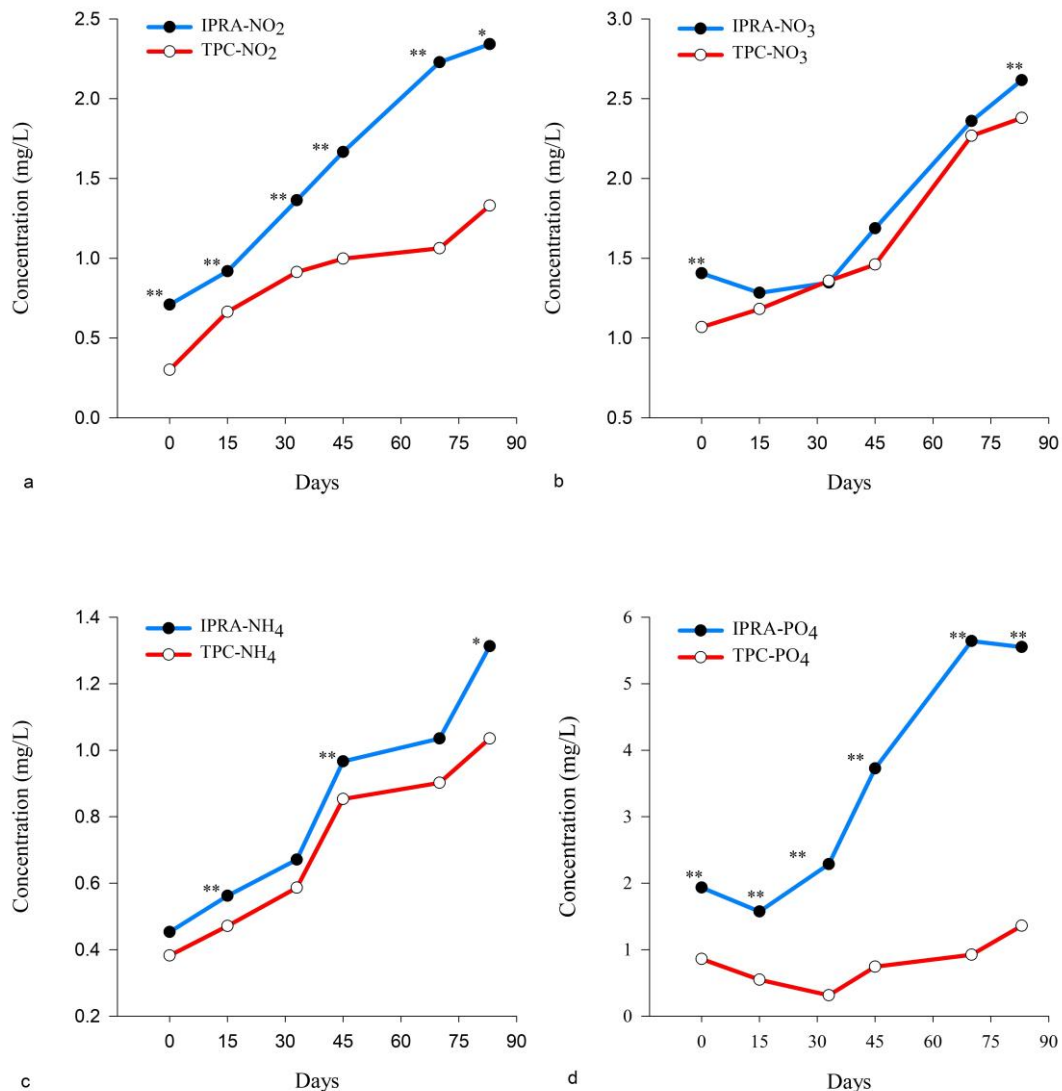 IPRA-NO2
TPC-NO2
2.5
2.0
1.5
1.0
0.5
0.0
Concentration (mg/L)
**
**
**
**
**
*
0 15 30 45 60 75 90
Days
a
IPRA-NO3
TPC-NO3
3.0
2.5
2.0
1.5
1.0
0.5
Concentration (mg/L)
**
**
0 15 30 45 60 75 90
Days
b
IPRA-NH4
TPC-NH4
1.4
1.2
1.0
0.8
0.6
0.4
0.2
Concentration (mg/L)
**
**
*
0 15 30 45 60 75 90
Days
c
IPRA-PO4
TPC-PO4
6
5
4
3
2
1
0
Concentration (mg/L)
**
**
**
**
**
**
0 15 30 45 60 75 90
Days
d